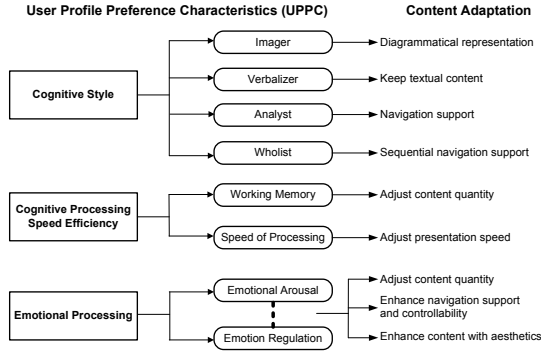 User Profile Preference Characteristics (UPPC)
Content Adaptation
Cognitive Style
Imager
Diagrammatical representation
Verbalizer
Keep textual content
Analyst
Navigation support
Wholist
Sequential navigation support
Cognitive Processing
Speed Efficiency
Working Memory
Adjust content quantity
Speed of Processing
Adjust presentation speed
Emotional Processing
Emotional Arousal
Emotion Regulation
Adjust content quantity
Enhance navigation support
and controllability
Enhance content with aesthetics